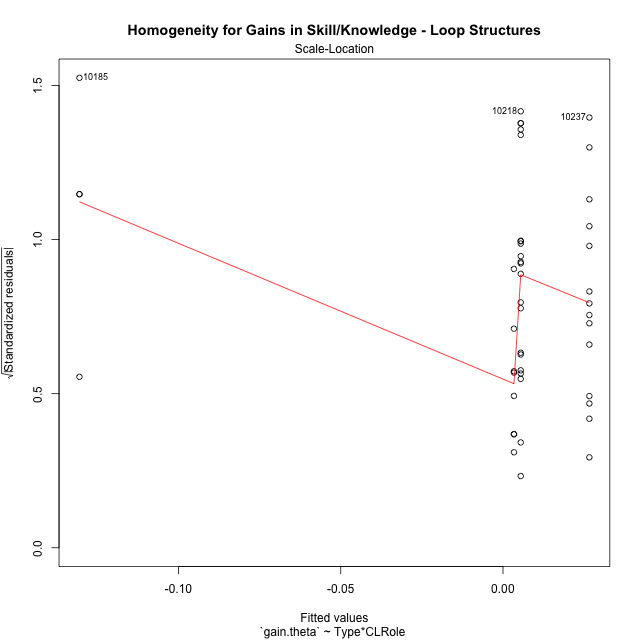 Homogeneity for Gains in Skill/Knowledge - Loop Structures
Scale-Location
√|Standardized residuals|
1.5
1.0
0.5
0.0
10185
10218
10237
-0.10
-0.05
0.00
Fitted values
`gain.theta` ~ Type*CLRole